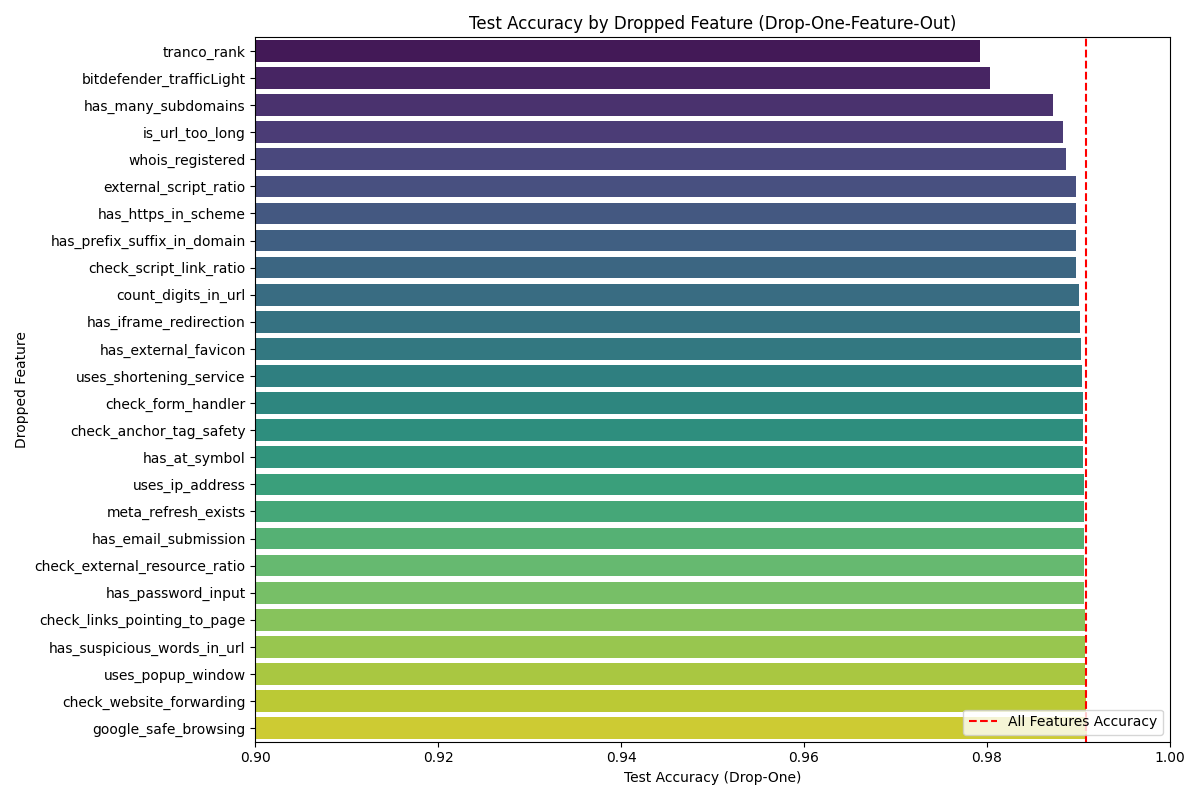 Test Accuracy by Dropped Feature (Drop-One-Feature-Out)
tranco_rank
bitdefender_trafficLight
has_many_subdomains
is_url_too_long
whois_registered
external_script_ratio
has_https_in_scheme
has_prefix_suffix_in_domain
check_script_link_ratio
count_digits_in_url
has_iframe_redirection
has_external_favicon
uses_shortening_service
check_form_handler
check_anchor_tag_safety
has_at_symbol
uses_ip_address
meta_refresh_exists
has_email_submission
check_external_resource_ratio
has_password_input
check_links_pointing_to_page
has_suspicious_words_in_url
uses_popup_window
check_website_forwarding
google_safe_browsing
Dropped Feature
All Features Accuracy
0.90 0.92 0.94 0.96 0.98 1.00
Test Accuracy (Drop-One)